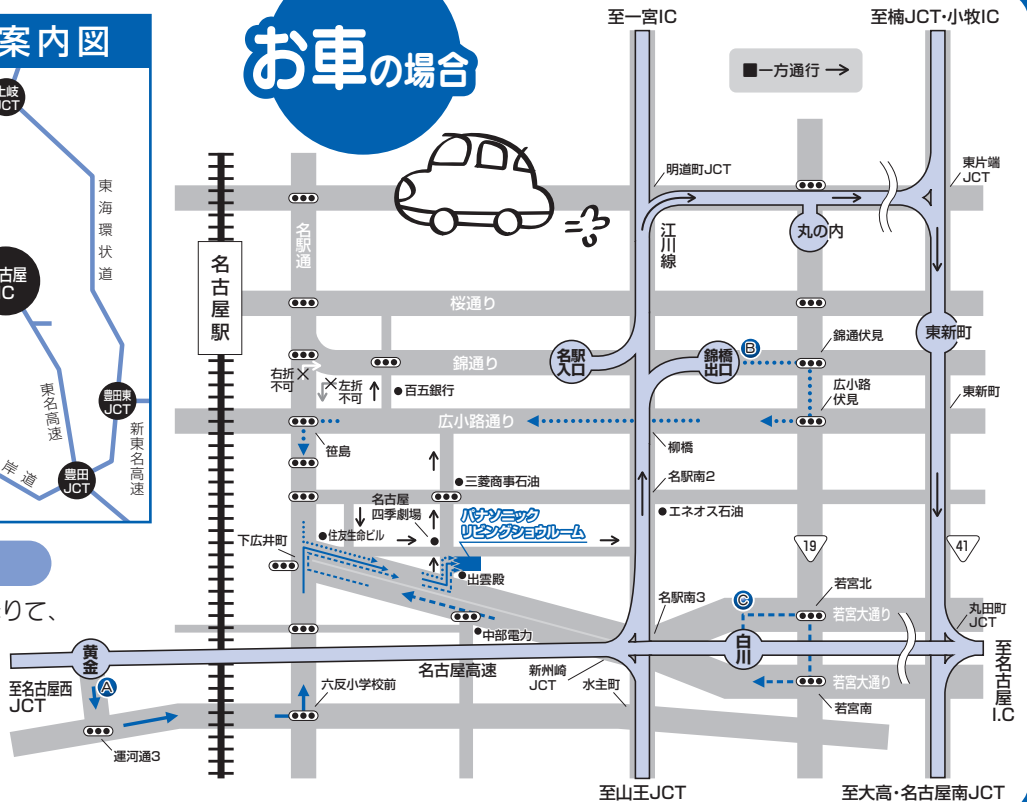 案内図
土岐
JCT
東海環状道
古屋
IC
東名高速
豊田東
JCT
新東名高速
岸道
豊田
JCT
りて、
お車の場合
至一宮IC
至楠JCT・小牧IC
■一方通行→
明道町JCT
東片端
JCT
丸の内
江川線
名駅通
名古屋駅
桜通り
東新町
錦通り
名駅
入口
錦橋
出口
B
錦通伏見
右折
不可
左折
不可
百五銀行
広小路
伏見
東新町
広小路通り
笹島
柳橋
三菱商事石油
名駅南2
名古屋
四季劇場
エネオス石油
パナソニック
リビングショウルーム
住友生命ビル
下広井町
19
41
出雲殿
名駅南3
C
若宮北
若宮大通り
丸田町
JCT
中部電力
黄金
白川
名古屋高速
新州崎
JCT
水主町
至名古屋
I.C
至名古屋西
JCT
A
六反小学校前
若宮大通り
若宮南
運河通3
至山王JCT
至大高・名古屋南JCT